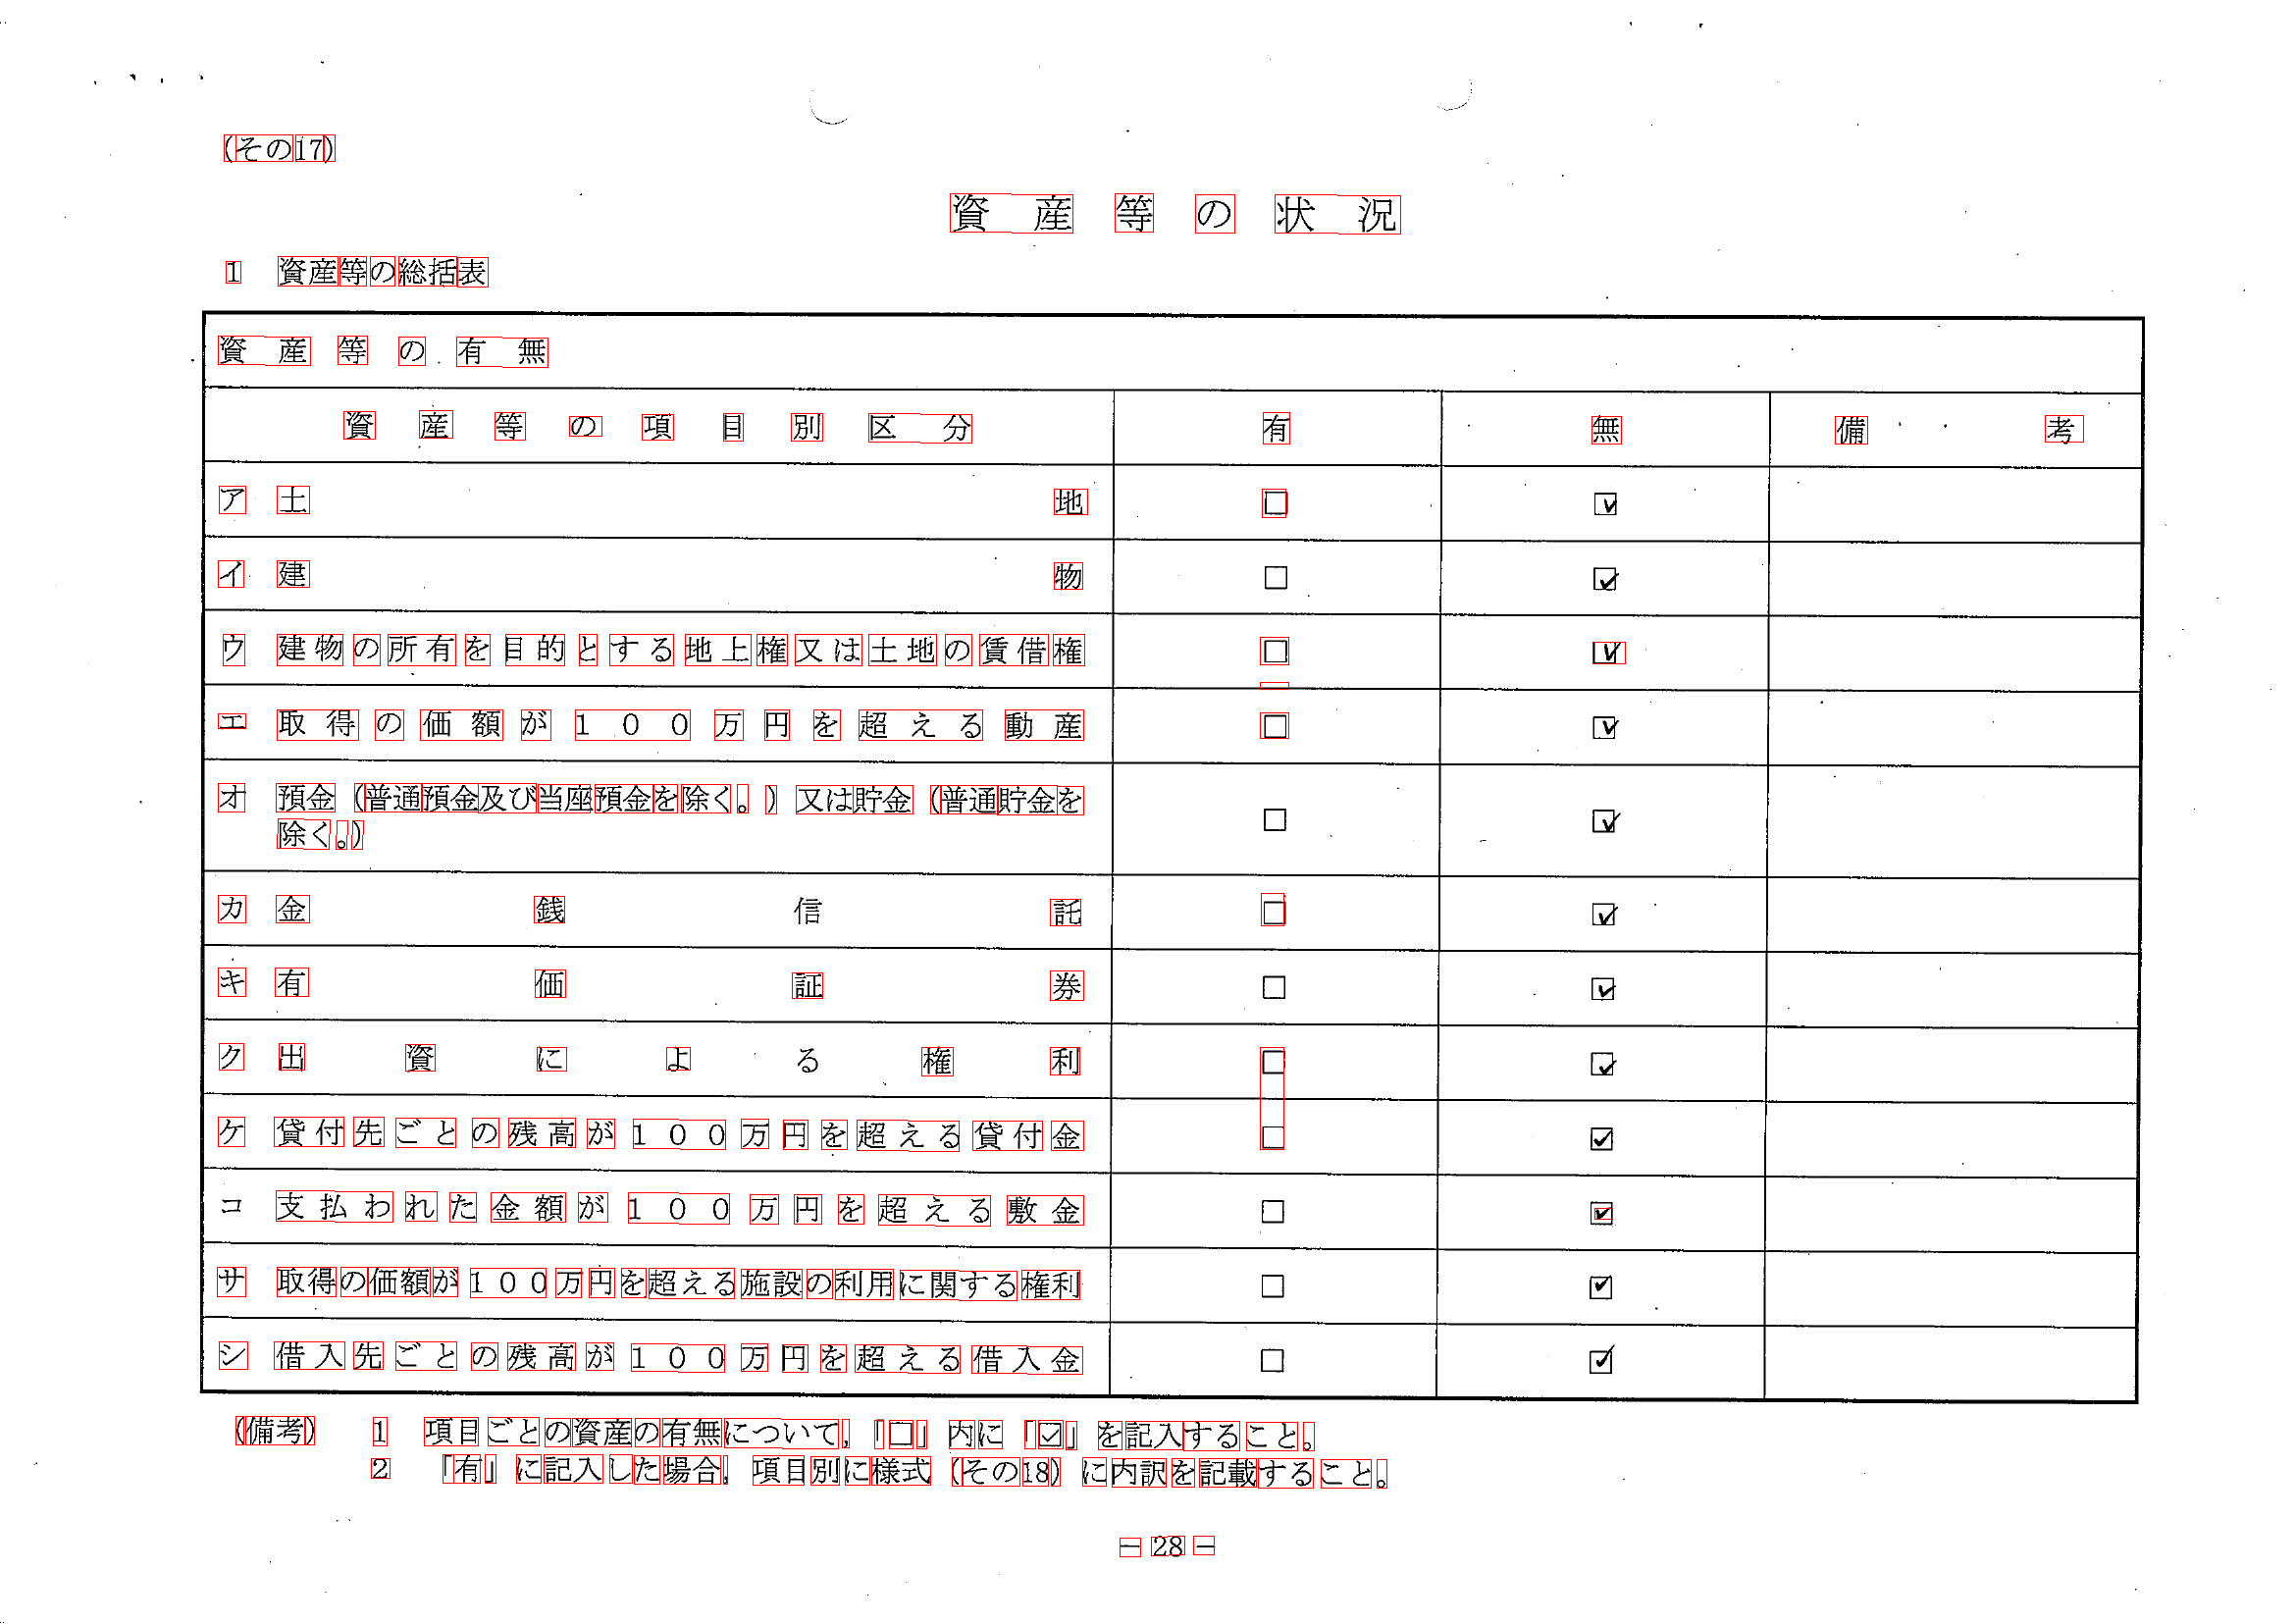 (その17)
資産等の状況
1 資産等の総括表
資産等の有無
資産等の項目別区分 有 無 備考
ア 土地 □ ☑
イ 建物 □ ☑
ウ 建物の所有を目的とする地上権又は土地の賃借権 □ ☑
エ 取得の価額が100万円を超える動産 □ ☑
オ 預金(普通預金及び当座預金を除く。)又は貯金(普通貯金を
除く。) □ ☑
カ 金銭信託 □ ☑
キ 有価証券 □ ☑
ク 出資による権利 □ ☑
ケ 貸付先ごとの残高が100万円を超える貸付金 □ ☑
コ 支払われた金額が100万円を超える敷金 □ ☑
サ 取得の価額が100万円を超える施設の利用に関する権利 □ ☑
シ 借入先ごとの残高が100万円を超える借入金 □ ☑
(備考) 1 項目ごとの資産の有無について,「□」内に「☑」を記入すること。
2 「有」に記入した場合,項目別に様式(その18)に内訳を記載すること。
− 28 −